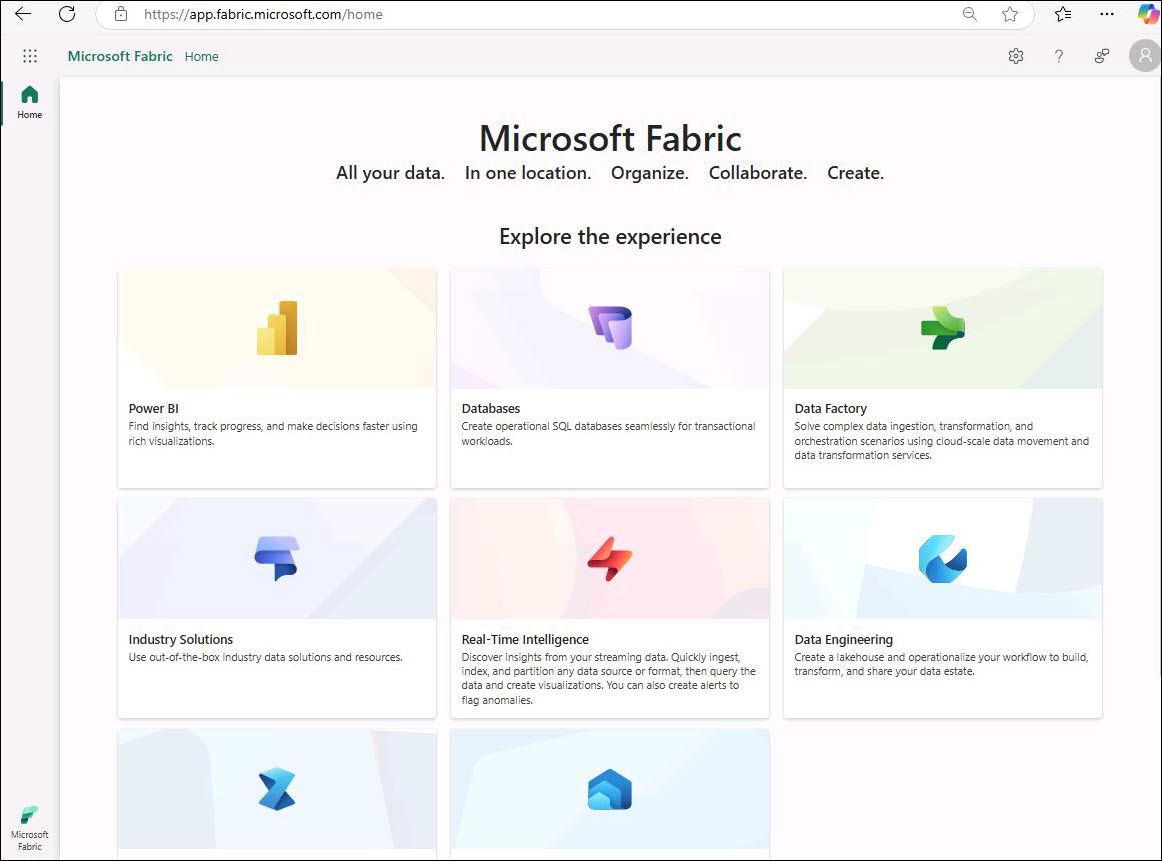 https://app.fabric.microsoft.com/home
Microsoft Fabric Home
Home
Microsoft Fabric
All your data. In one location. Organize. Collaborate. Create.
Explore the experience
Power BI
Find insights, track progress, and make decisions faster using
rich visualizations.
Databases
Create operational SQL databases seamlessly for transactional
workloads.
Data Factory
Solve complex data ingestion, transformation, and
orchestration scenarios using cloud-scale data movement and
data transformation services.
Industry Solutions
Use out-of-the-box industry data solutions and resources.
Real-Time Intelligence
Discover insights from your streaming data. Quickly ingest,
index, and partition any data source or format, then query the
data and create visualizations. You can also create alerts to
flag anomalies.
Data Engineering
Create a lakehouse and operationalize your workflow to build,
transform, and share your data estate.
Microsoft
Fabric